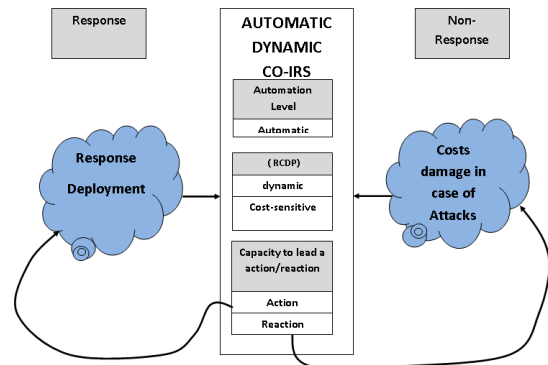 Response
AUTOMATIC
DYNAMIC
CO-IRS
Non-
Response
Automation
Level
Automatic
Response
Deployment
(RCDP)
dynamic
Cost-sensitive
Costs
damage in
case of
Attacks
Capacity to lead a
action/reaction
Action
Reaction